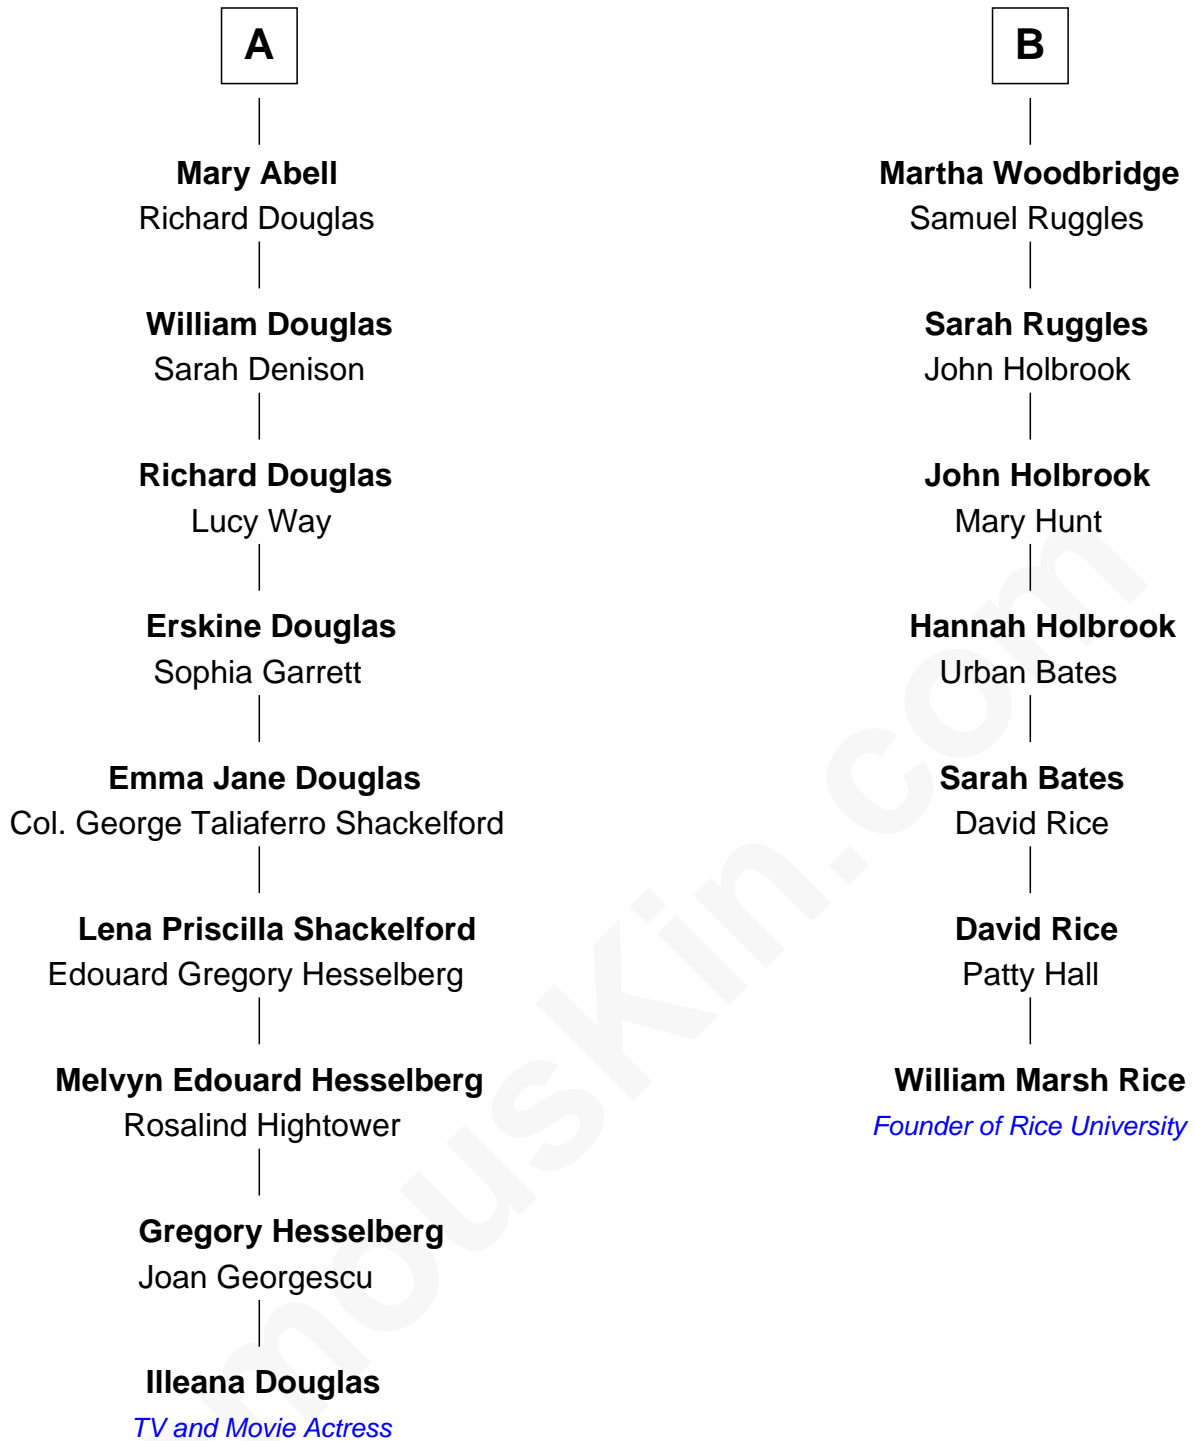 A
Mary Abell
Richard Douglas
William Douglas
Sarah Denison
Richard Douglas
Lucy Way
Erskine Douglas
Sophia Garrett
Emma Jane Douglas
Col. George Taliaferro Shackelford
Lena Priscilla Shackelford
Edouard Gregory Hesselberg
Melvyn Edouard Hesselberg
Rosalind Hightower
Gregory Hesselberg
Joan Georgescu
Illeana Douglas
TV and Movie Actress
B
Martha Woodbridge
Samuel Ruggles
Sarah Ruggles
John Holbrook
John Holbrook
Mary Hunt
Hannah Holbrook
Urban Bates
Sarah Bates
David Rice
David Rice
Patty Hall
William Marsh Rice
Founder of Rice University
mousKin.com